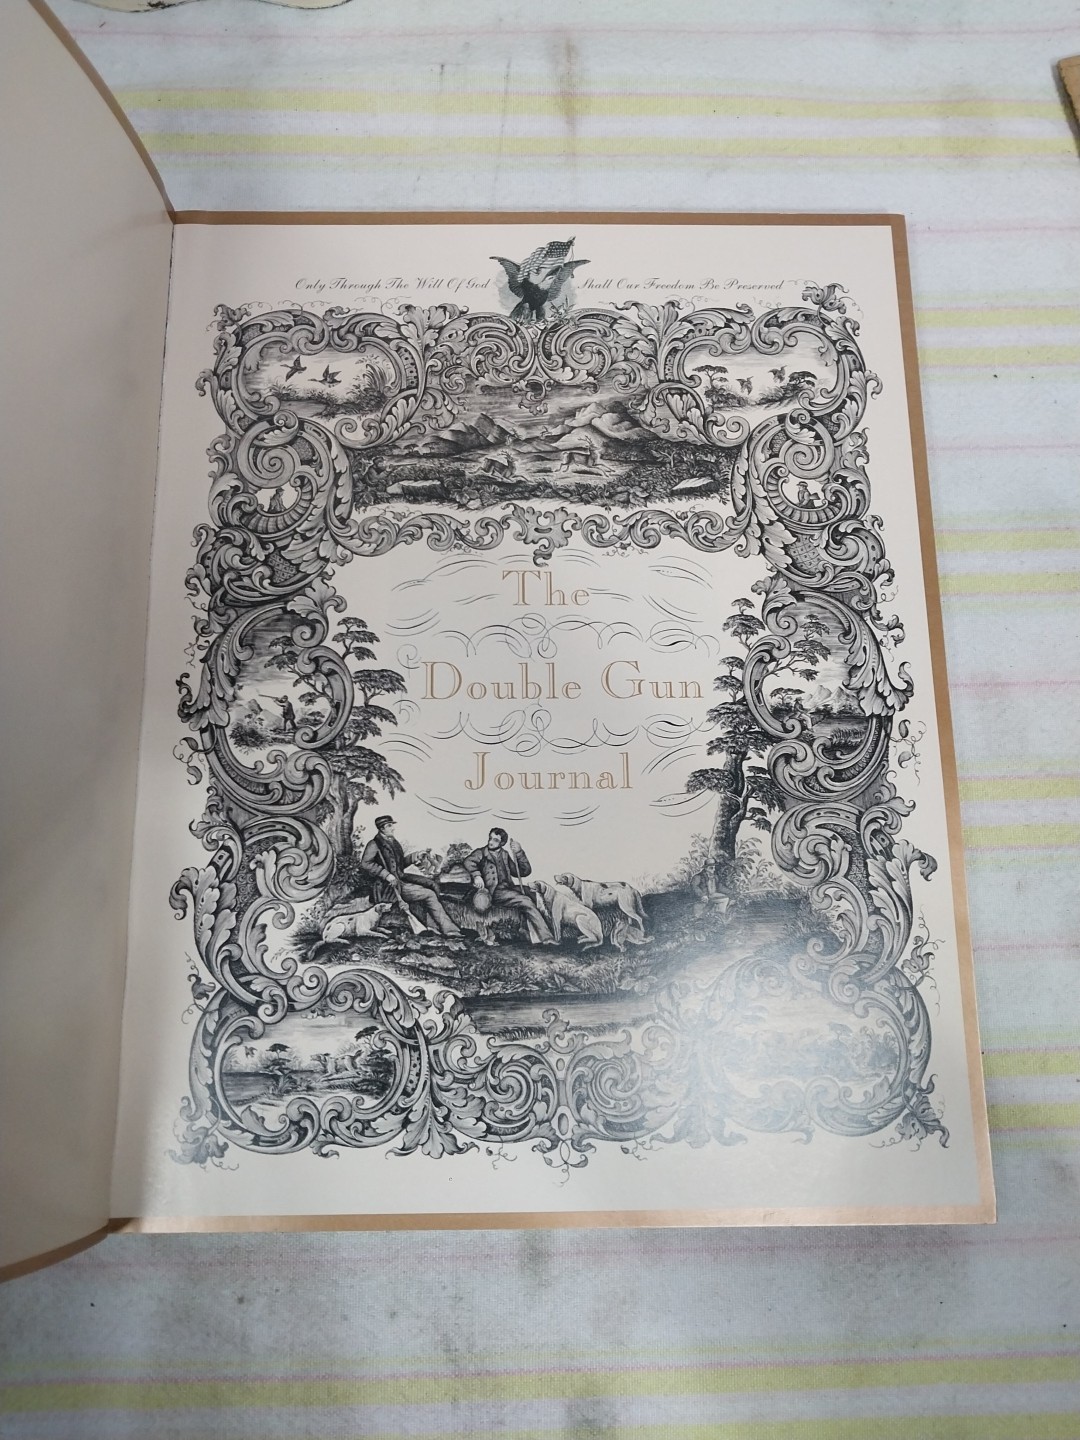 Only Through The Will Of God Shall Our Freedom Be Preserved
The
Double Gun
Journal